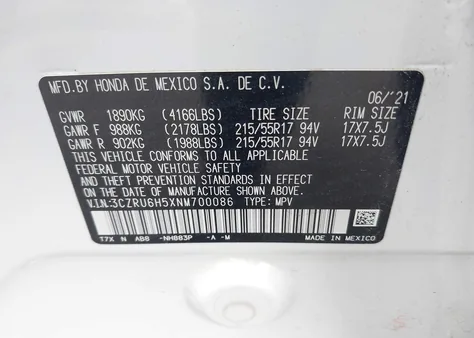 MFD.BY HONDA DE MEXICO S.A. DE C.V.
06/'21
GVWR 1890KG (4166LBS) TIRE SIZE RIM SIZE
GAWR F 988KG (2178LBS) 215/55R17 94V 17X7.5J
GAWR R 902KG (1988LBS) 215/55R17 94V 17X7.5J
THIS VEHICLE CONFORMS TO ALL APPLICABLE
FEDERAL MOTOR VEHICLE SAFETY
AND THEFT PREVENTION STANDARDS IN EFFECT
ON THE DATE OF MANUFACTURE SHOWN ABOVE.
V.I.N:3CZRU6H5XNM700086 TYPE: MPV
T7X N AB8 -NH883P -A -M MADE IN MEXICO